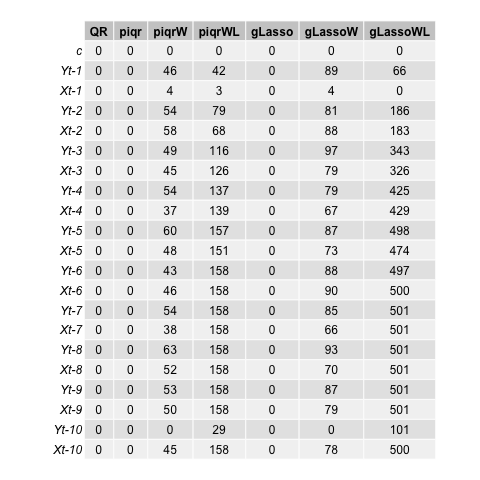 QR piqr piqrW piqrWL gLasso gLassoW gLassoWL
c 0 0 0 0 0 0 0
Yt-1 0 0 46 42 0 89 66
Xt-1 0 0 4 3 0 4 0
Yt-2 0 0 54 79 0 81 186
Xt-2 0 0 58 68 0 88 183
Yt-3 0 0 49 116 0 97 343
Xt-3 0 0 45 126 0 79 326
Yt-4 0 0 54 137 0 79 425
Xt-4 0 0 37 139 0 67 429
Yt-5 0 0 60 157 0 87 498
Xt-5 0 0 48 151 0 73 474
Yt-6 0 0 43 158 0 88 497
Xt-6 0 0 46 158 0 90 500
Yt-7 0 0 54 158 0 85 501
Xt-7 0 0 38 158 0 66 501
Yt-8 0 0 63 158 0 93 501
Xt-8 0 0 52 158 0 70 501
Yt-9 0 0 53 158 0 87 501
Xt-9 0 0 50 158 0 79 501
Yt-10 0 0 0 29 0 0 101
Xt-10 0 0 45 158 0 78 500